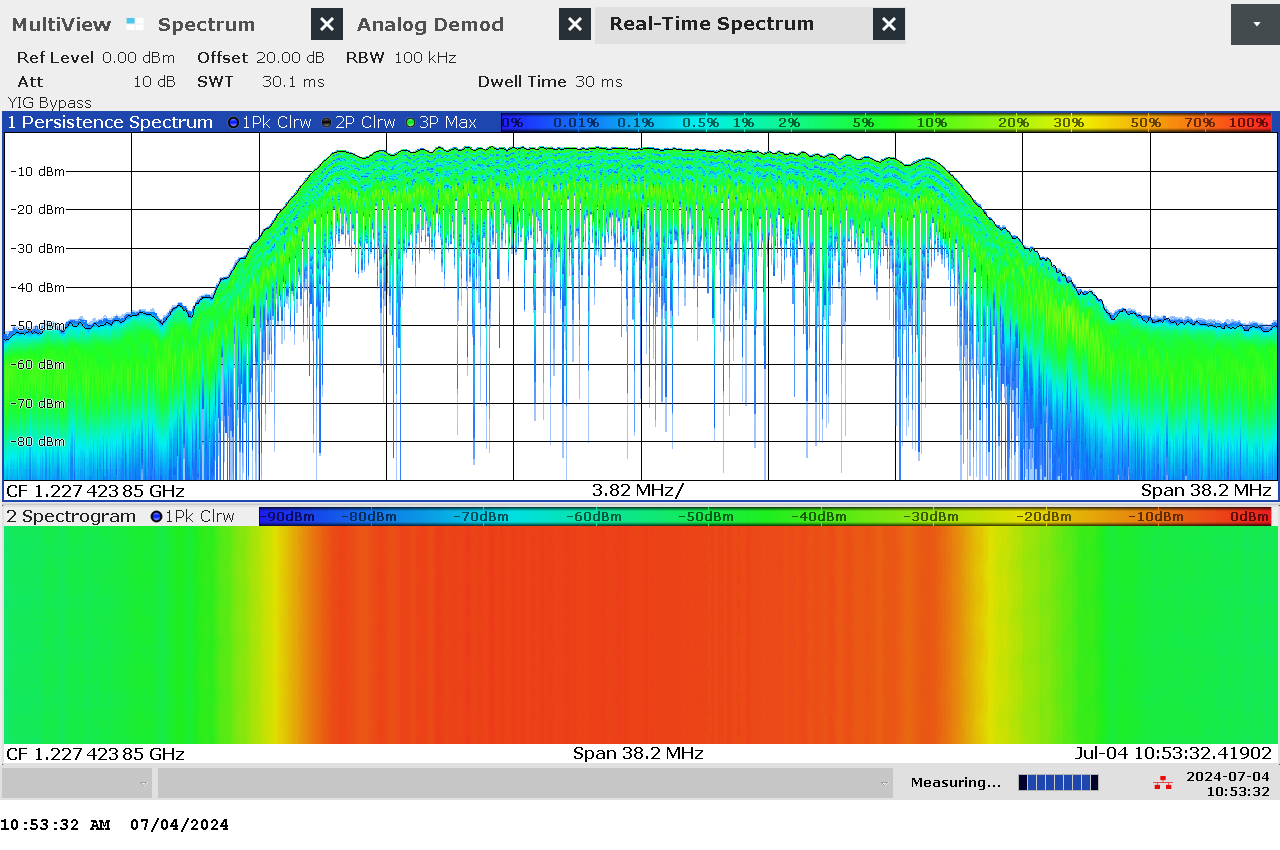 MultiView Spectrum Analog Demod Real-Time Spectrum
Ref Level 0.00 dBm Offset 20.00 dB RBW 100 kHz
Att 10 dB SWT 30.1 ms Dwell Time 30 ms
YIG Bypass
1 Persistence Spectrum 1Pk Clrw 2P Clrw 3P Max 0% 0.01% 0.1% 0.5% 1% 2% 5% 10% 20% 30% 50% 70% 100%
-10 dBm
-20 dBm
-30 dBm
-40 dBm
-50 dBm
-60 dBm
-70 dBm
-80 dBm
CF 1.227 423 85 GHz 3.82 MHz/ Span 38.2 MHz
2 Spectrogram 1Pk Clrw -90dBm -80dBm -70dBm -60dBm -50dBm -40dBm -30dBm -20dBm -10dBm 0dBm
CF 1.227 423 85 GHz Span 38.2 MHz Jul-04 10:53:32.41902
Measuring... 2024-07-04
10:53:32
10:53:32 AM 07/04/2024